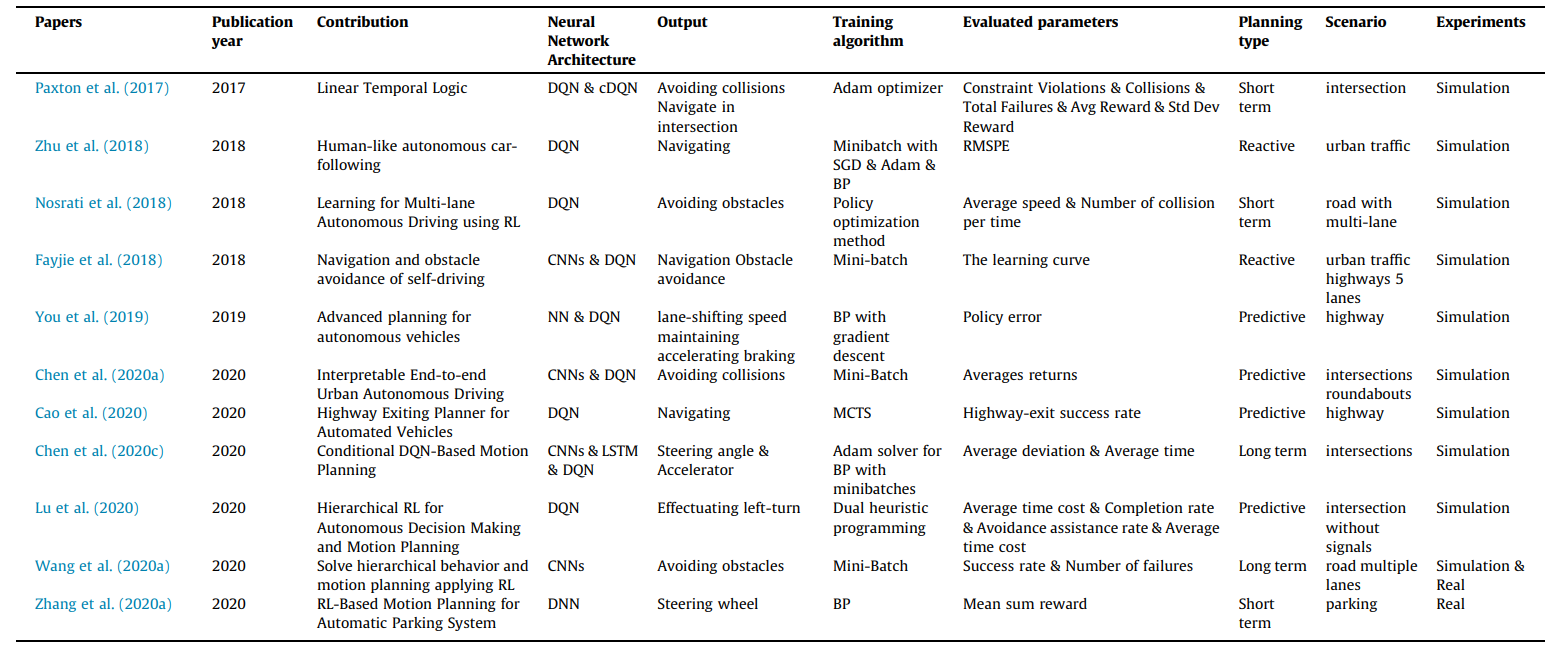 Papers Publication year Contribution Neural Network Architecture Output Training algorithm Evaluated parameters Planning type Scenario Experiments
Paxton et al. (2017) 2017 Linear Temporal Logic DQN & cDQN Avoiding collisions Navigate in intersection Adam optimizer Constraint Violations & Collisions & Total Failures & Avg Reward & Std Dev Reward Short term intersection Simulation
Zhu et al. (2018) 2018 Human-like autonomous car-following DQN Navigating Minibatch with SGD & Adam & BP RMSPE Reactive urban traffic Simulation
Nosrati et al. (2018) 2018 Learning for Multi-lane Autonomous Driving using RL DQN Avoiding obstacles Policy optimization method Average speed & Number of collision per time Short term road with multi-lane Simulation
Fayjie et al. (2018) 2018 Navigation and obstacle avoidance of self-driving CNNs & DQN Navigation Obstacle avoidance Mini-batch The learning curve Reactive urban traffic highways 5 lanes Simulation
You et al. (2019) 2019 Advanced planning for autonomous vehicles NN & DQN lane-shifting speed maintaining accelerating braking BP with gradient descent Policy error Predictive highway Simulation
Chen et al. (2020a) 2020 Interpretable End-to-end Urban Autonomous Driving CNNs & DQN Avoiding collisions Mini-Batch Averages returns Predictive intersections roundabouts Simulation
Cao et al. (2020) 2020 Highway Exiting Planner for Automated Vehicles DQN Navigating MCTS Highway-exit success rate Predictive highway Simulation
Chen et al. (2020c) 2020 Conditional DQN-Based Motion Planning CNNs & LSTM & DQN Steering angle & Accelerator Adam solver for BP with minibatches Average deviation & Average time Long term intersections Simulation
Lu et al. (2020) 2020 Hierarchical RL for Autonomous Decision Making and Motion Planning DQN Effectuating left-turn Dual heuristic programming Average time cost & Completion rate & Avoidance assistance rate & Average time cost Predictive intersection without signals Simulation
Wang et al. (2020a) 2020 Solve hierarchical behavior and motion planning applying RL CNNs Avoiding obstacles Mini-Batch Success rate & Number of failures Long term road multiple lanes Simulation & Real
Zhang et al. (2020a) 2020 RL-Based Motion Planning for Automatic Parking System DNN Steering wheel BP Mean sum reward Short term parking Real